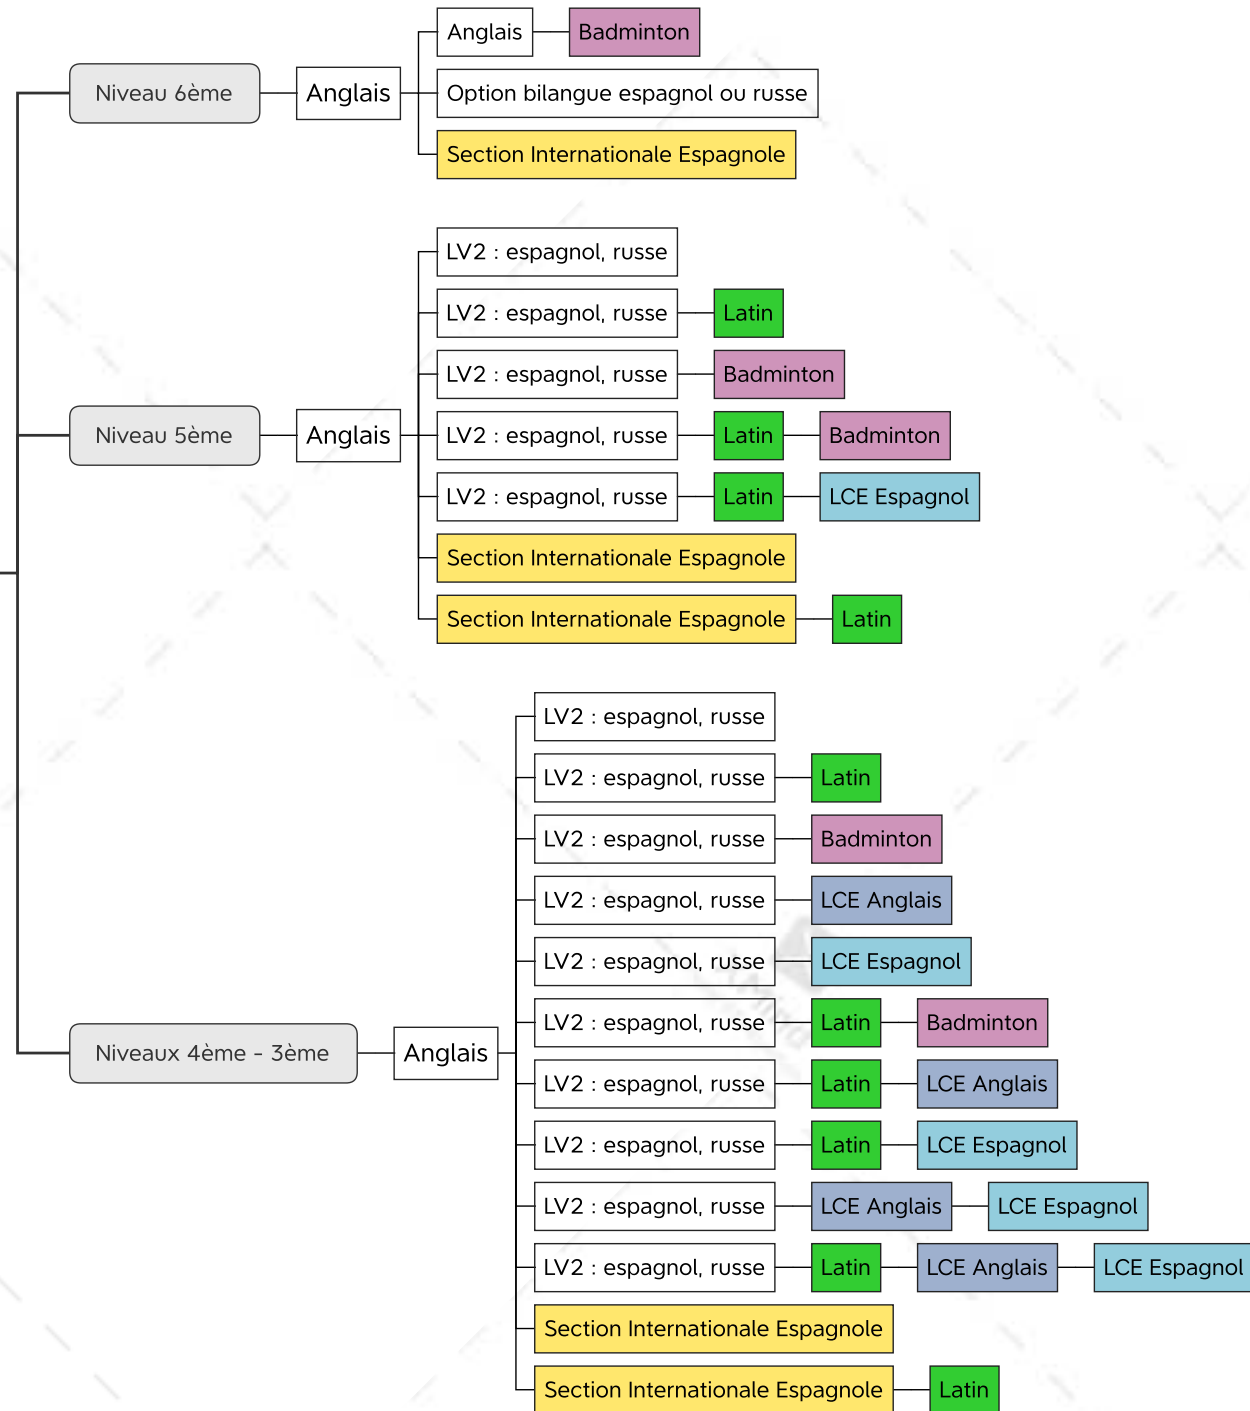 Niveau 6ème
Anglais
Anglais Badminton
Option bilangue espagnol ou russe
Section Internationale Espagnole
Niveau 5ème
Anglais
LV2 : espagnol, russe
LV2 : espagnol, russe Latin
LV2 : espagnol, russe Badminton
LV2 : espagnol, russe Latin Badminton
LV2 : espagnol, russe Latin LCE Espagnol
Section Internationale Espagnole
Section Internationale Espagnole Latin
Niveaux 4ème - 3ème
Anglais
LV2 : espagnol, russe
LV2 : espagnol, russe Latin
LV2 : espagnol, russe Badminton
LV2 : espagnol, russe LCE Anglais
LV2 : espagnol, russe LCE Espagnol
LV2 : espagnol, russe Latin Badminton
LV2 : espagnol, russe Latin LCE Anglais
LV2 : espagnol, russe Latin LCE Espagnol
LV2 : espagnol, russe LCE Anglais LCE Espagnol
LV2 : espagnol, russe Latin LCE Anglais LCE Espagnol
Section Internationale Espagnole
Section Internationale Espagnole Latin
XMind